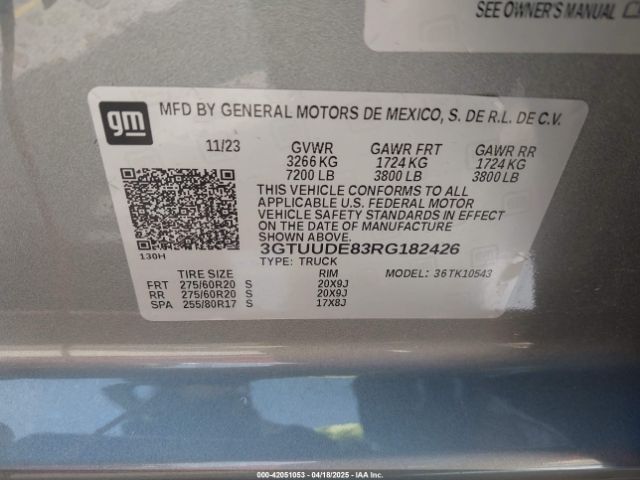 SEE OWNER'S MANUAL
gm
MFD BY GENERAL MOTORS DE MEXICO, S. DE R.L. DE C.V.
11/23 GVWR GAWR FRT GAWR RR
3266 KG 1724 KG 1724 KG
7200 LB 3800 LB 3800 LB
THIS VEHICLE CONFORMS TO ALL
APPLICABLE U.S. FEDERAL MOTOR
VEHICLE SAFETY STANDARDS IN EFFECT
ON THE DATE OF MANUFACTURE
SHOWN ABOVE.
3GTUUDE83RG182426
130H
TYPE: TRUCK
TIRE SIZE RIM MODEL: 36TK10543
FRT 275/60R20 S 20X9J
RR 275/60R20 S 20X9J
SPA 255/80R17 S 17X8J
000-42051053 - 04/18/2025 - IAA Inc.